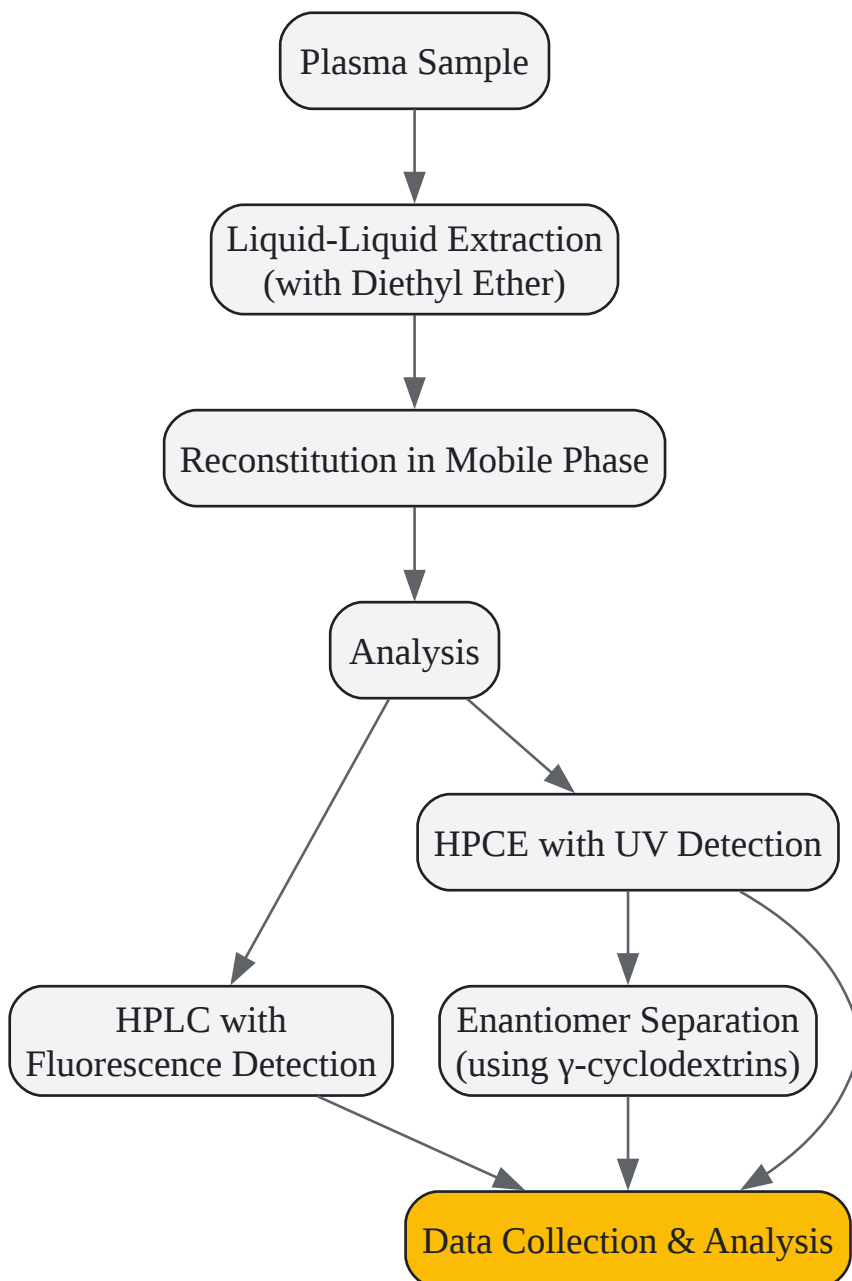 Plasma Sample
Liquid-Liquid Extraction
(with Diethyl Ether)
Reconstitution in Mobile Phase
Analysis
HPCE with UV Detection
HPLC with
Fluorescence Detection
Enantiomer Separation
(using γ-cyclodextrins)
Data Collection & Analysis